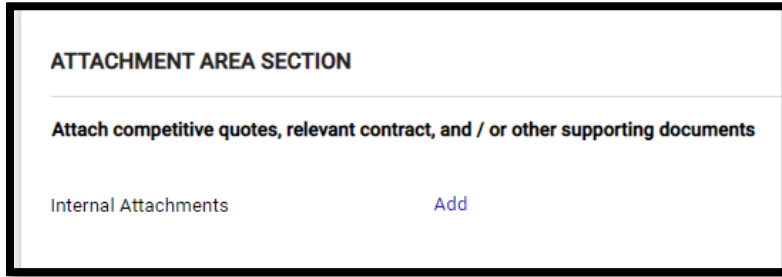 ATTACHMENT AREA SECTION
Attach competitive quotes, relevant contract, and / or other supporting documents
Internal Attachments Add